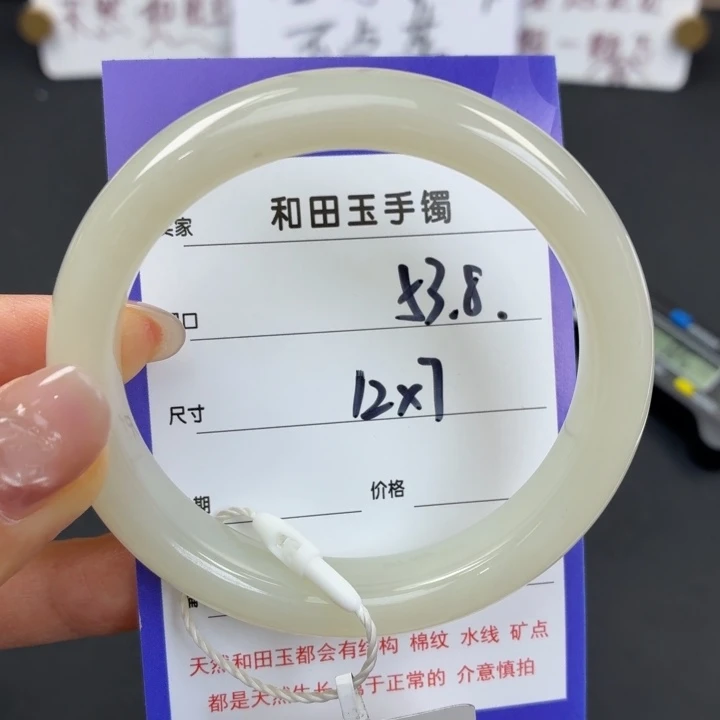 和田玉手镯
家
口 53.8.
尺寸 12x7
期 价格
天然和田玉都会有结构 棉纹 水线 矿点
都是天然生长 属于正常的 介意慎拍